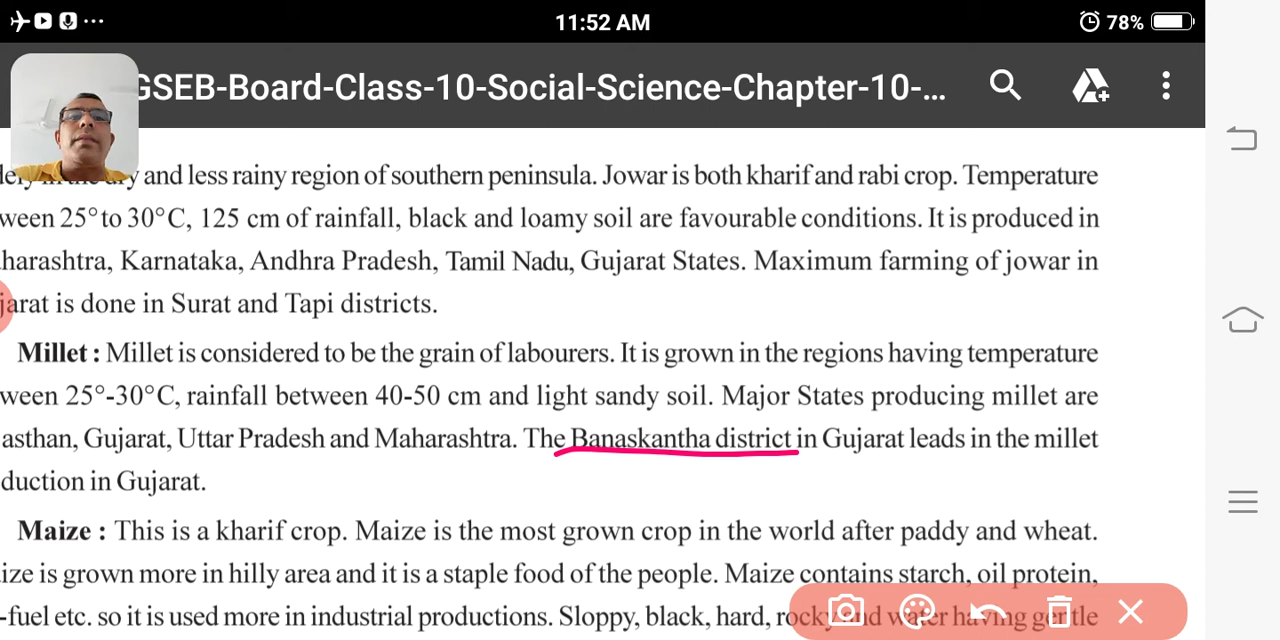 11:52 AM
78%
GSEB-Board-Class-10-Social-Science-Chapter-10-...
and less rainy region of southern peninsula. Jowar is both kharif and rabi crop. Temperature
ween 25° to 30°C, 125 cm of rainfall, black and loamy soil are favourable conditions. It is produced in
harashtra, Karnataka, Andhra Pradesh, Tamil Nadu, Gujarat States. Maximum farming of jowar in
jarat is done in Surat and Tapi districts.
Millet : Millet is considered to be the grain of labourers. It is grown in the regions having temperature
ween 25°-30°C, rainfall between 40-50 cm and light sandy soil. Major States producing millet are
asthan, Gujarat, Uttar Pradesh and Maharashtra. The Banaskantha district in Gujarat leads in the millet
duction in Gujarat.
Maize : This is a kharif crop. Maize is the most grown crop in the world after paddy and wheat.
ize is grown more in hilly area and it is a staple food of the people. Maize contains starch, oil protein,
-fuel etc. so it is used more in industrial productions. Sloppy, black, hard, rocky and water having gentle